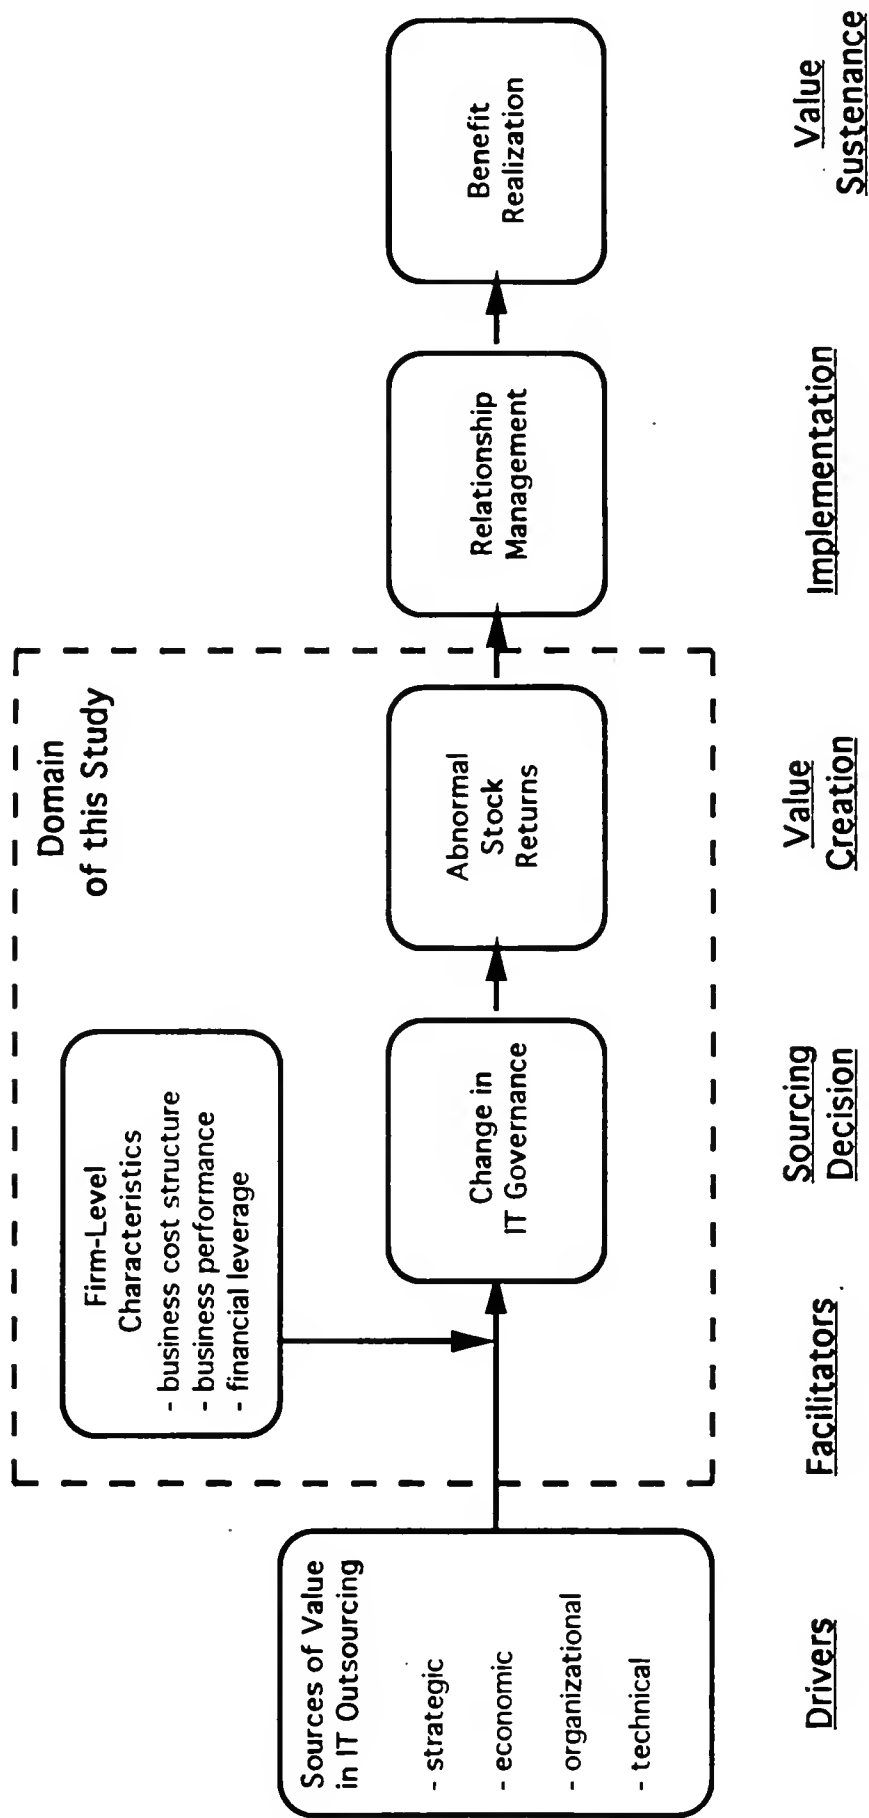 Sources of Value
in IT Outsourcing
- strategic
- economic
- organizational
- technical
Firm-Level
Characteristics
- business cost structure
- business performance
- financial leverage
Domain
of this Study
Change in
IT Governance
Abnormal
Stock
Returns
Relationship
Management
Benefit
Realization
Drivers
Facilitators
Sourcing
Decision
Value
Creation
Implementation
Value
Sustenance